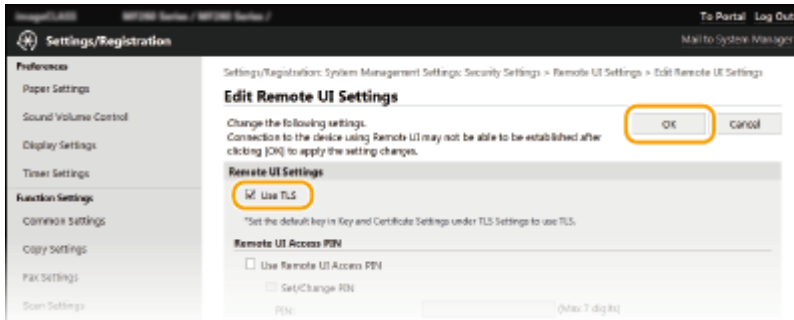 imageCLASS MF260 Series / MF260 Series /
To Portal Log Out
Settings/Registration
Mail to System Manager
Preferences
Paper Settings
Sound Volume Control
Display Settings
Timer Settings
Function Settings
Common Settings
Copy Settings
Fax Settings
Scan Settings
Settings/Registration: System Management Settings: Security Settings > Remote UI Settings > Edit Remote UI Settings
Edit Remote UI Settings
Change the following settings.
Connection to the device using Remote UI may not be able to be established after
clicking [OK] to apply the setting changes.
OK
Cancel
Remote UI Settings
Use TLS
*Set the default key in Key and Certificate Settings under TLS Settings to use TLS.
Remote UI Access PIN
Use Remote UI Access PIN
Set/Change PIN
PIN:
(Max 7 digits)